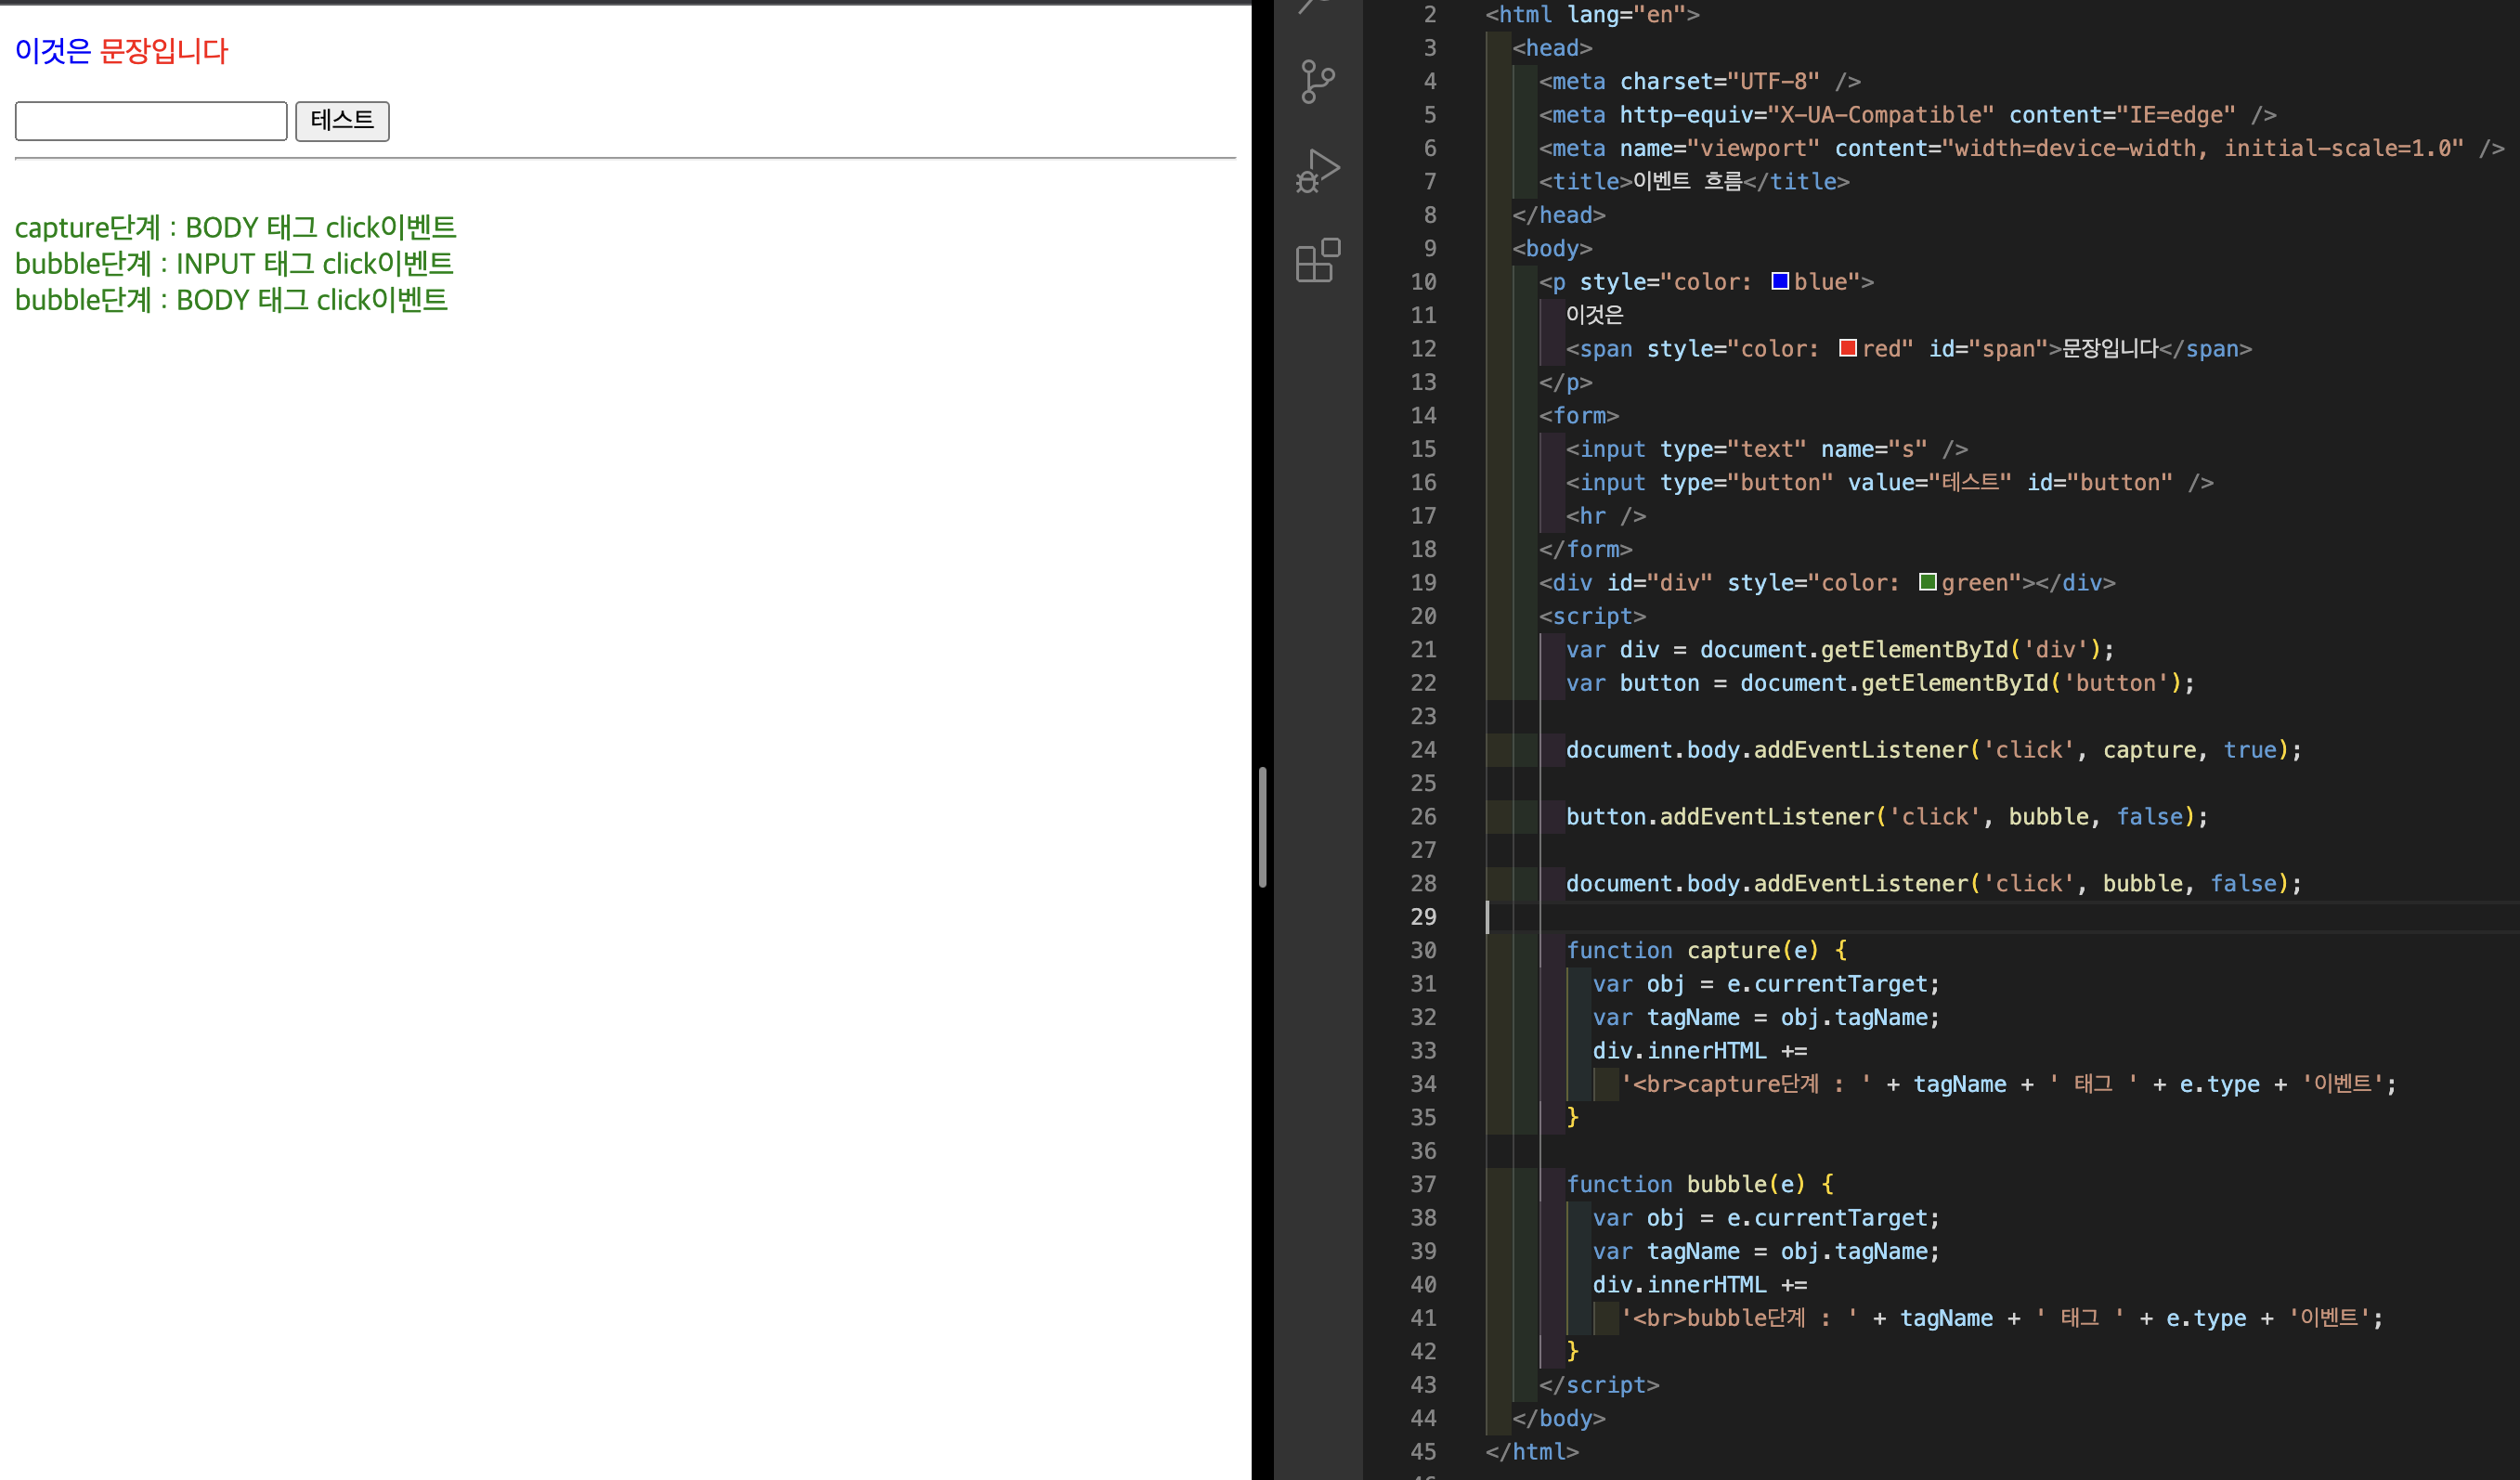 이것은 문장입니다
테스트
capture단계 : BODY 태그 click이벤트
bubble단계 : INPUT 태그 click이벤트
bubble단계 : BODY 태그 click이벤트
2 <html lang="en">
3 <head>
4 <meta charset="UTF-8" />
5 <meta http-equiv="X-UA-Compatible" content="IE=edge" />
6 <meta name="viewport" content="width=device-width, initial-scale=1.0" />
7 <title>이벤트 흐름</title>
8 </head>
9 <body>
10 <p style="color: blue">
11 이것은
12 <span style="color: red" id="span">문장입니다</span>
13 </p>
14 <form>
15 <input type="text" name="s" />
16 <input type="button" value="테스트" id="button" />
17 <hr />
18 </form>
19 <div id="div" style="color: green"></div>
20 <script>
21 var div = document.getElementById('div');
22 var button = document.getElementById('button');
23
24 document.body.addEventListener('click', capture, true);
25
26 button.addEventListener('click', bubble, false);
27
28 document.body.addEventListener('click', bubble, false);
29
30 function capture(e) {
31 var obj = e.currentTarget;
32 var tagName = obj.tagName;
33 div.innerHTML +=
34 '<br>capture단계 : ' + tagName + ' 태그 ' + e.type + '이벤트';
35 }
36
37 function bubble(e) {
38 var obj = e.currentTarget;
39 var tagName = obj.tagName;
40 div.innerHTML +=
41 '<br>bubble단계 : ' + tagName + ' 태그 ' + e.type + '이벤트';
42 }
43 </script>
44 </body>
45 </html>